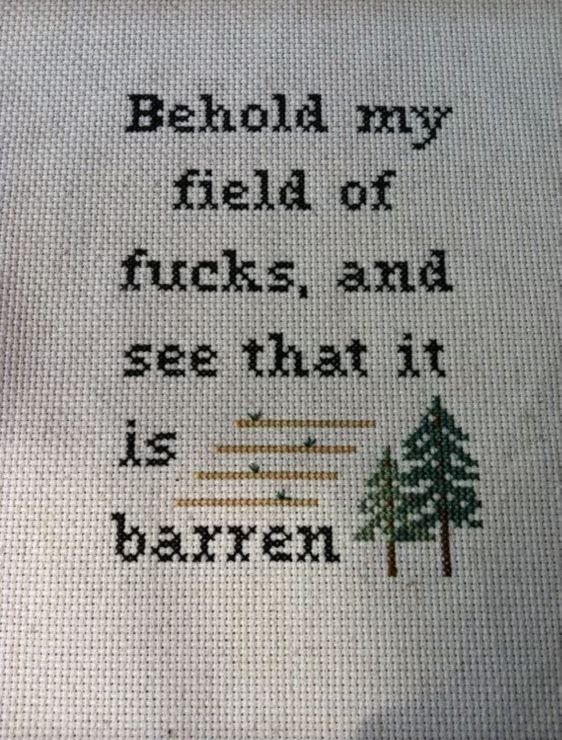 Behold my
field of
fucks, and
see that it
is
barren